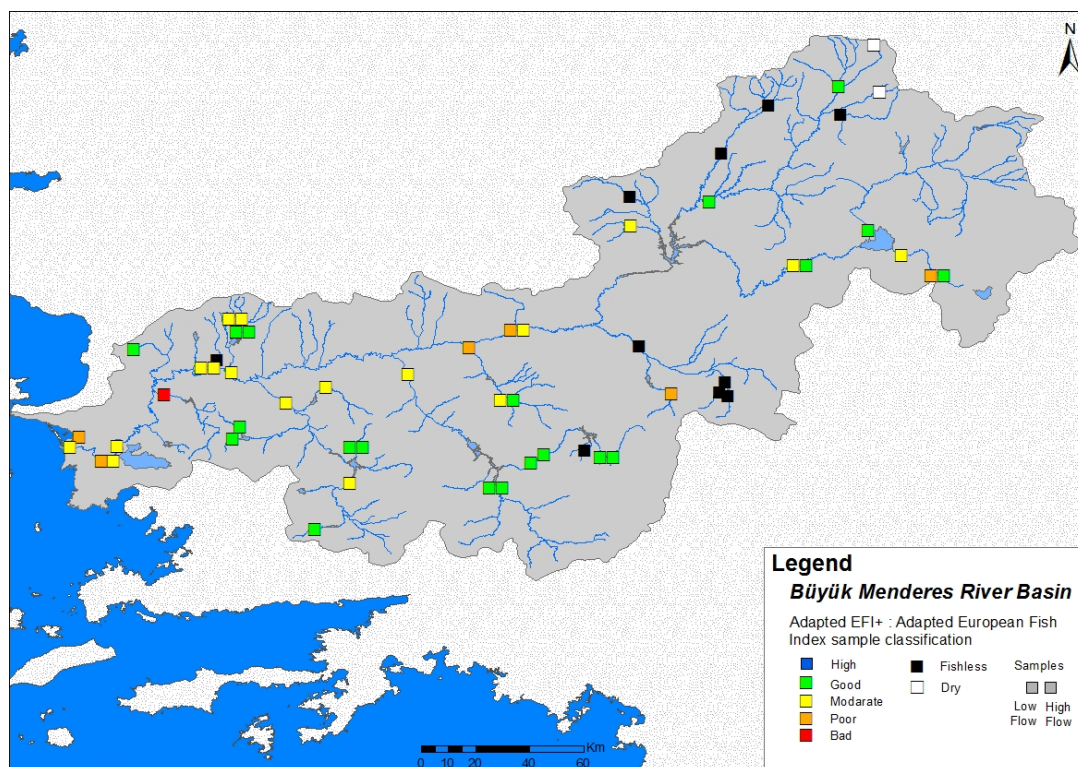 N
Legend
Büyük Menderes River Basin
Adapted EFI+ : Adapted European Fish
Index sample classification
High
Good
Modarate
Poor
Bad
Fishless
Dry
Samples
Low High
Flow Flow
Km
0 10 20 40 60